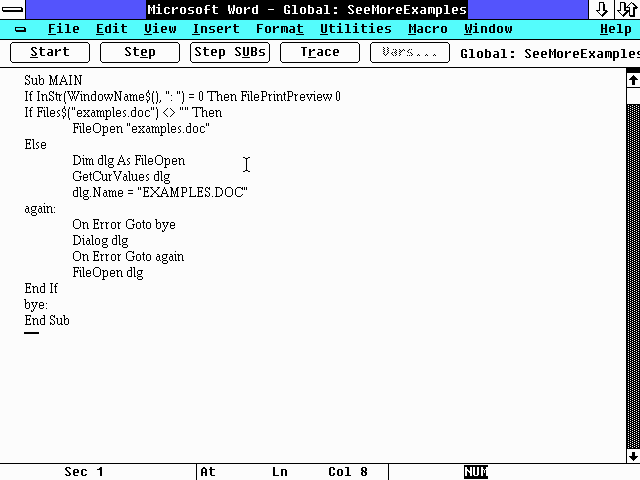 Microsoft Word - Global: SeeMoreExamples
File Edit View Insert Format Utilities Macro Window Help
Start Step Step SUBs Trace Vars... Global: SeeMoreExamples
Sub MAIN
If InStr(WindowName$(), ": ") = 0 Then FilePrintPreview 0
If Files$("examples.doc") <> "" Then
FileOpen "examples.doc"
Else
Dim dlg As FileOpen
GetCurValues dlg
dlg.Name = "EXAMPLES.DOC"
again:
On Error Goto bye
Dialog dlg
On Error Goto again
FileOpen dlg
End If
bye:
End Sub
Sec 1 At Ln Col 8 NUM